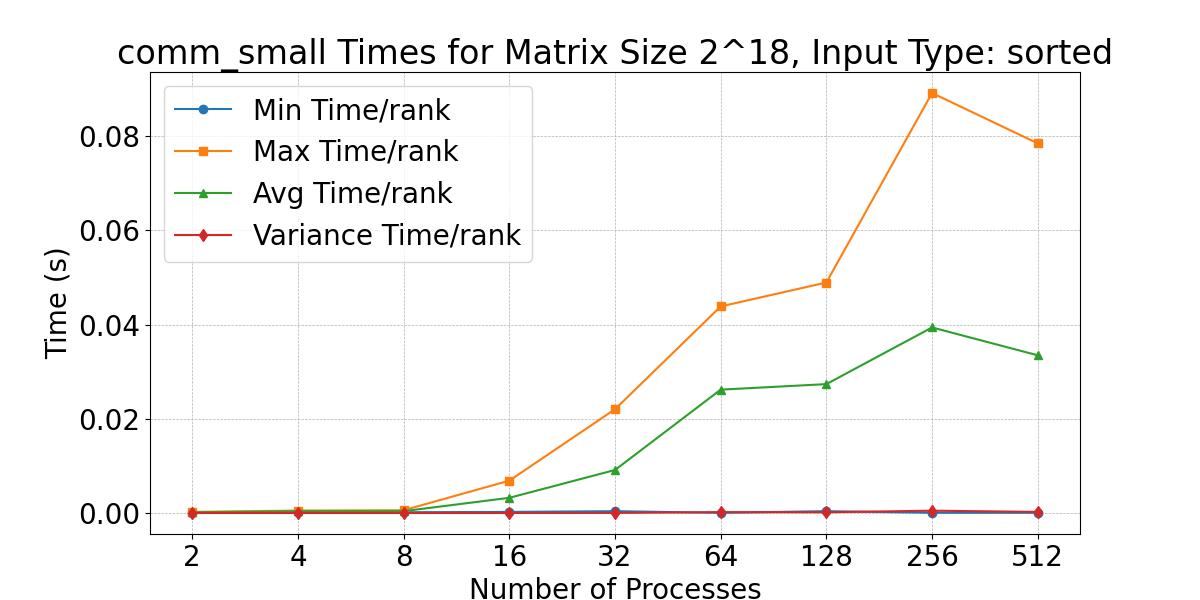 comm_small Times for Matrix Size 2^18, Input Type: sorted
Min Time/rank
Max Time/rank
Avg Time/rank
Variance Time/rank
Time (s)
0.08
0.06
0.04
0.02
0.00
2 4 8 16 32 64 128 256 512
Number of Processes